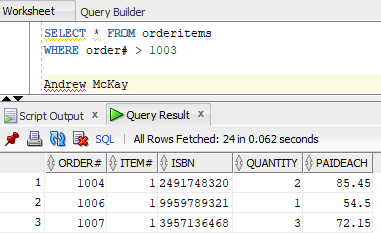 Worksheet Query Builder
SELECT * FROM orderitems
WHERE order# > 1003
Andrew McKay
Script Output x Query Result x
SQL | All Rows Fetched: 24 in 0.062 seconds
ORDER# ITEM# ISBN QUANTITY PAIDEACH
1 1004 1 2491748320 2 85.45
2 1006 1 9959789321 1 54.5
3 1007 1 3957136468 3 72.15